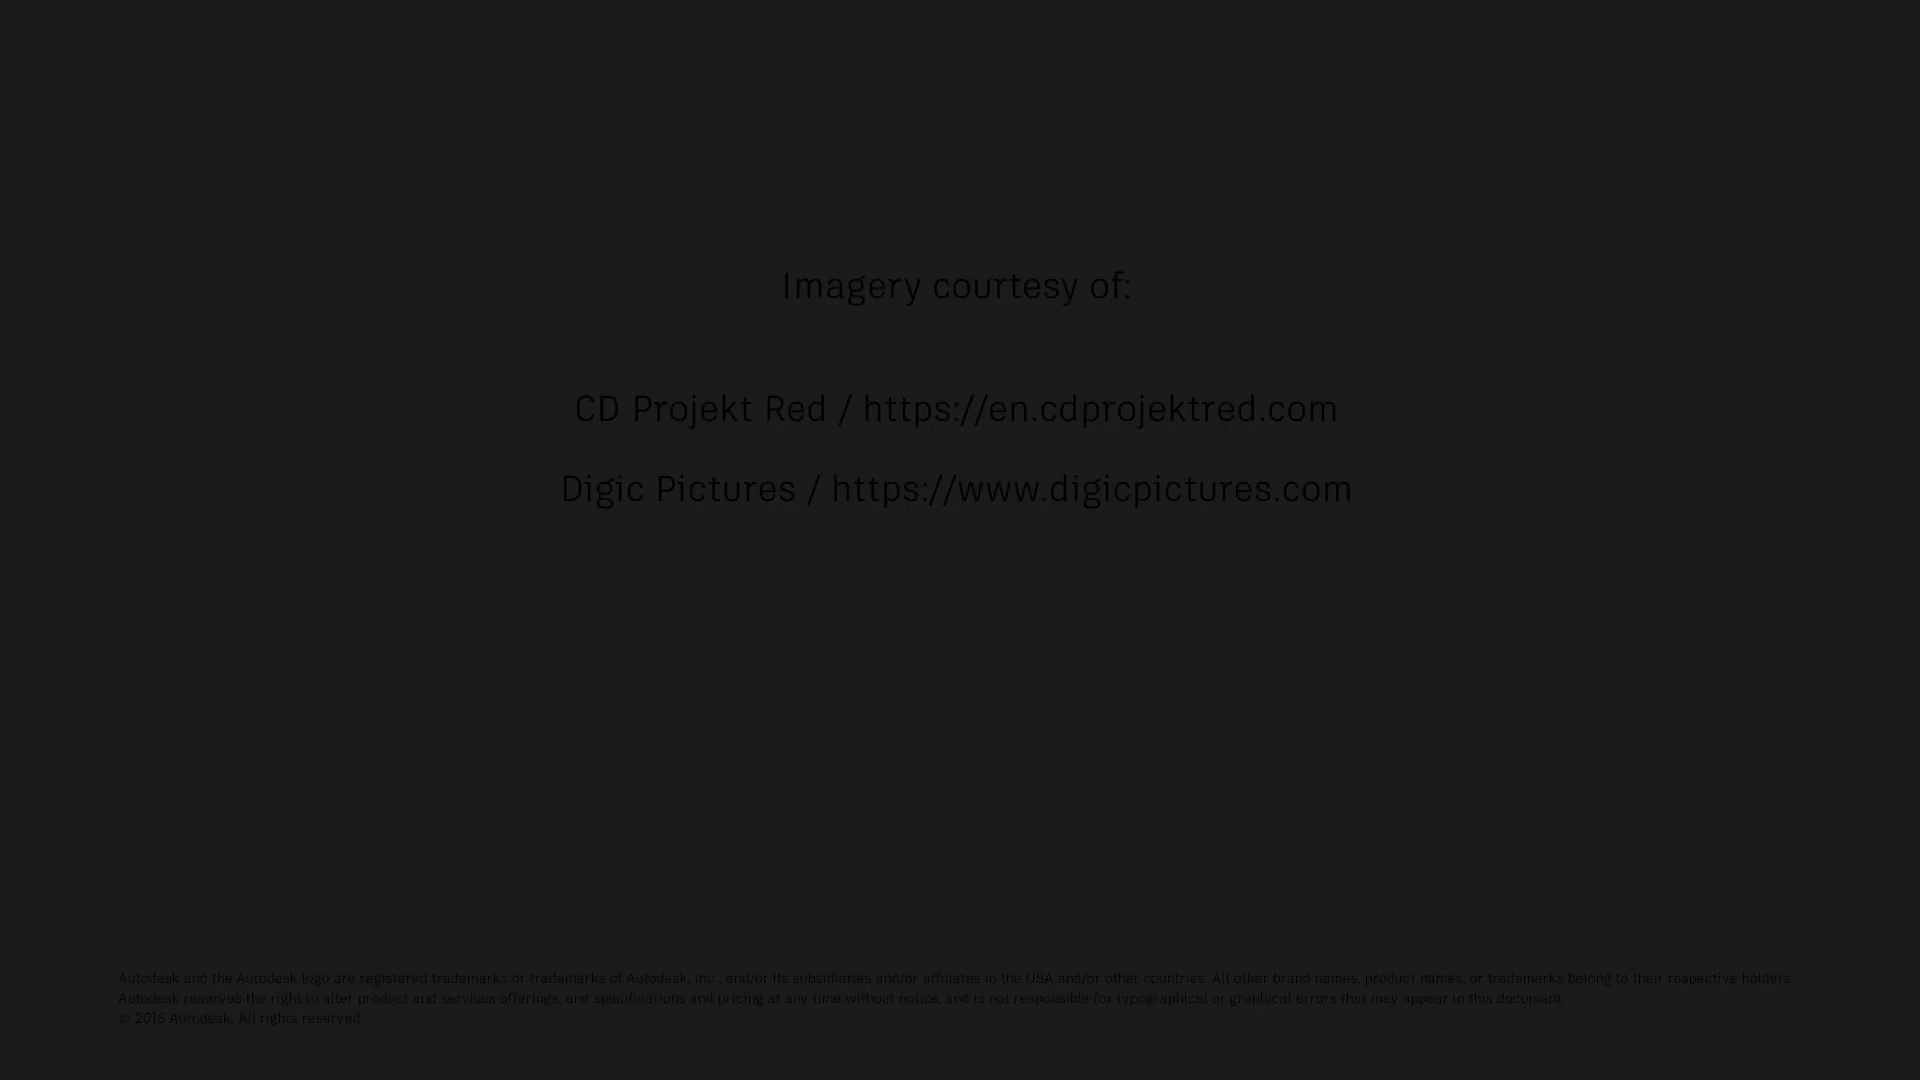 Imagery courtesy of:
CD Projekt Red / https://en.cdprojektred.com
Digic Pictures / https://www.digicpictures.com
Autodesk and the Autodesk logo are registered trademarks or trademarks of Autodesk, Inc., and/or its subsidiaries and/or affiliates in the USA and/or other countries. All other brand names, product names, or trademarks belong to their respective holders.
Autodesk reserves the right to alter product and services offerings, and specifications and pricing at any time without notice, and is not responsible for typographical or graphical errors that may appear in this document.
© 2016 Autodesk. All rights reserved.